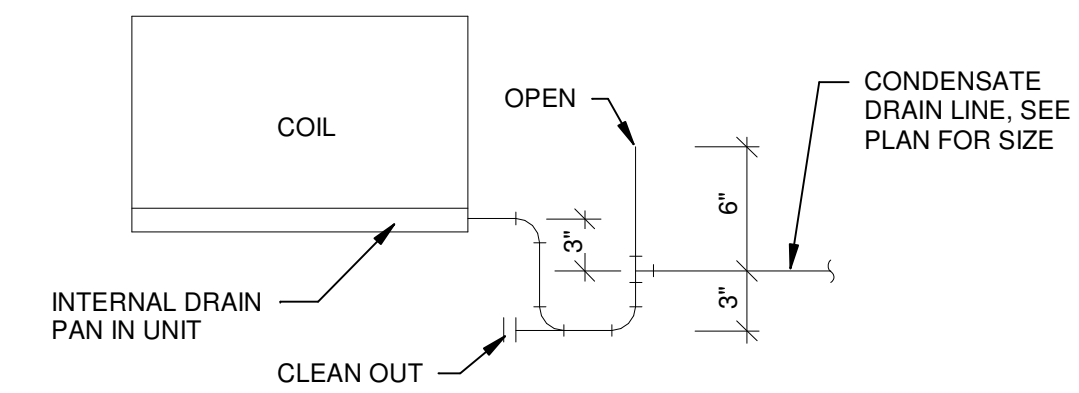 COIL
OPEN
CONDENSATE
DRAIN LINE, SEE
PLAN FOR SIZE
6"
3"
3"
INTERNAL DRAIN
PAN IN UNIT
CLEAN OUT